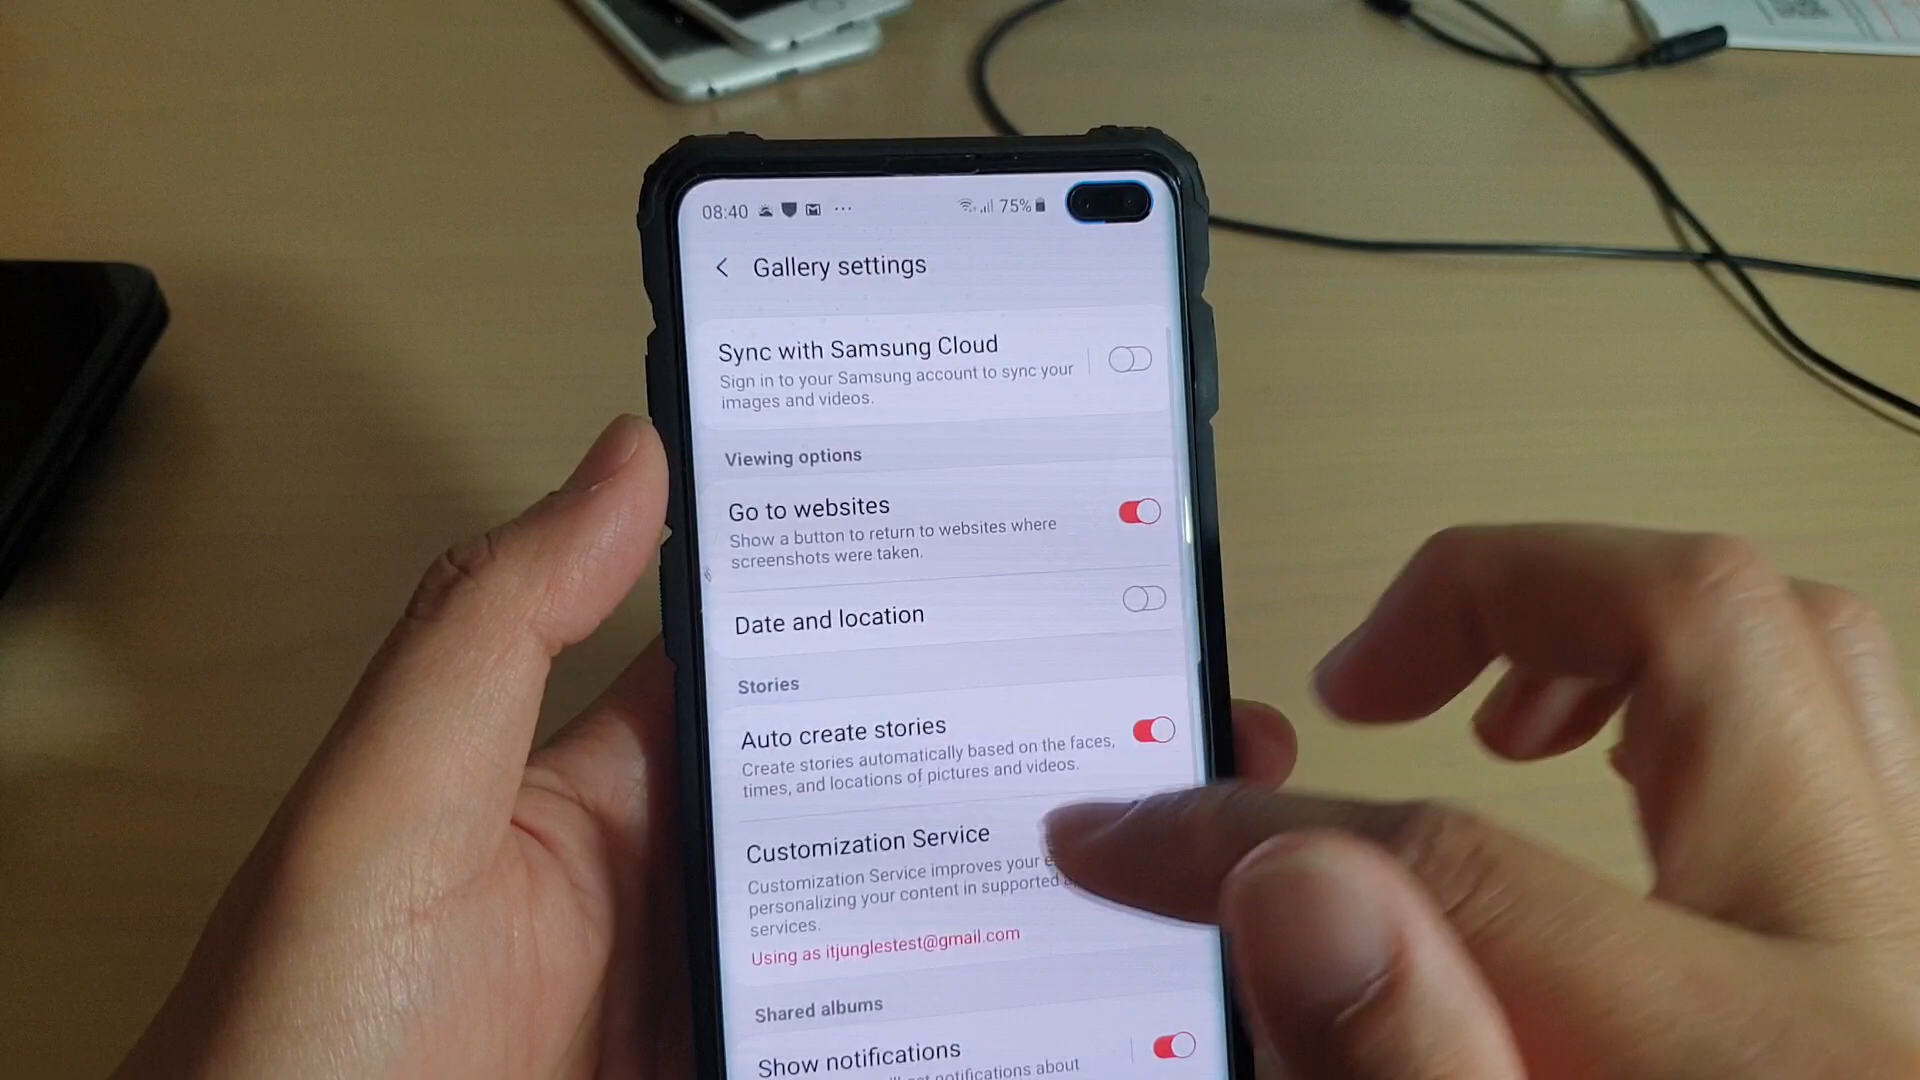 08:40 ... 75%
Gallery settings
Sync with Samsung Cloud
Sign in to your Samsung account to sync your
images and videos.
Viewing options
Go to websites
Show a button to return to websites where
screenshots were taken.
Date and location
Stories
Auto create stories
Create stories automatically based on the faces,
times, and locations of pictures and videos.
Customization Service
Customization Service improves your
personalizing your content in supported
services.
Using as itjunglestest@gmail.com
Shared albums
Show notifications
notifications about